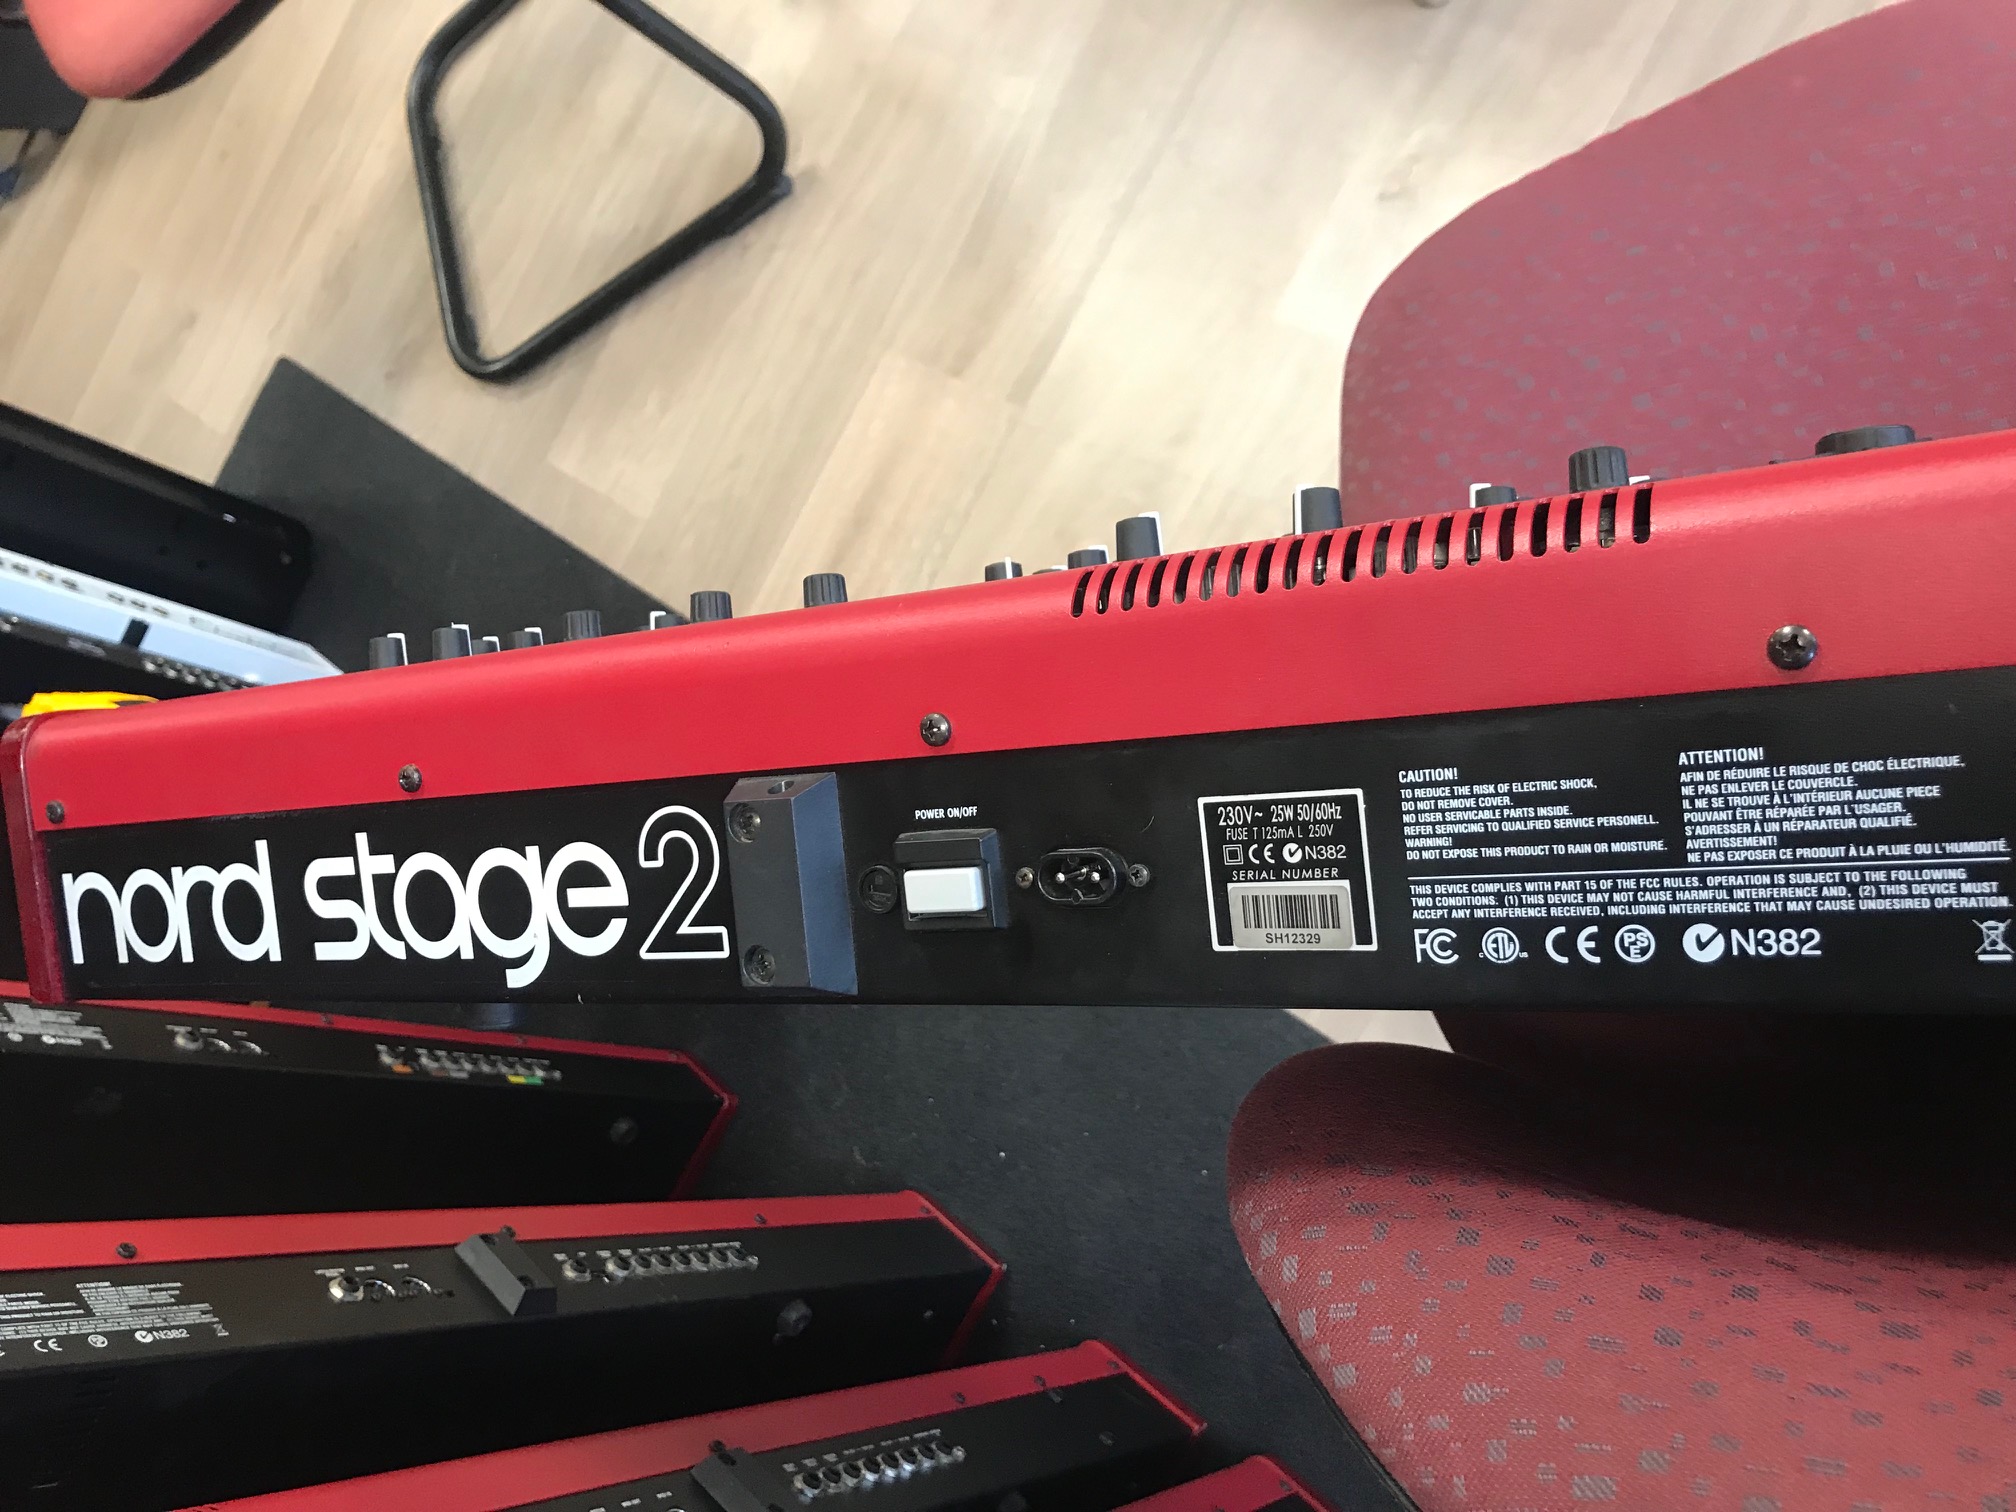 nord stage 2
POWER ON/OFF
230V~ 25W 50/60Hz
FUSE T 125mA L 250V
CE N382
SERIAL NUMBER
SH12329
CAUTION!
TO REDUCE THE RISK OF ELECTRIC SHOCK,
DO NOT REMOVE COVER.
NO USER SERVICABLE PARTS INSIDE.
REFER SERVICING TO QUALIFIED SERVICE PERSONELL.
WARNING!
DO NOT EXPOSE THIS PRODUCT TO RAIN OR MOISTURE.
ATTENTION!
AFIN DE RÉDUIRE LE RISQUE DE CHOC ÉLECTRIQUE,
NE PAS ENLEVER LE COUVERCLE.
IL NE SE TROUVE À L'INTÉRIEUR AUCUNE PIECE
POUVANT ÊTRE RÉPARÉE PAR L'USAGER.
S'ADRESSER À UN RÉPARATEUR QUALIFIÉ.
AVERTISSEMENT!
NE PAS EXPOSER CE PRODUIT À LA PLUIE OU L'HUMIDITÉ.
THIS DEVICE COMPLIES WITH PART 15 OF THE FCC RULES. OPERATION IS SUBJECT TO THE FOLLOWING
TWO CONDITIONS. (1) THIS DEVICE MAY NOT CAUSE HARMFUL INTERFERENCE AND, (2) THIS DEVICE MUST
ACCEPT ANY INTERFERENCE RECEIVED, INCLUDING INTERFERENCE THAT MAY CAUSE UNDESIRED OPERATION.
FC C ETL US CE PS E N382
CE N382